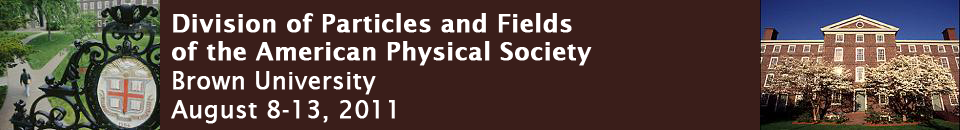 Division of Particles and Fields
of the American Physical Society
Brown University
August 8-13, 2011